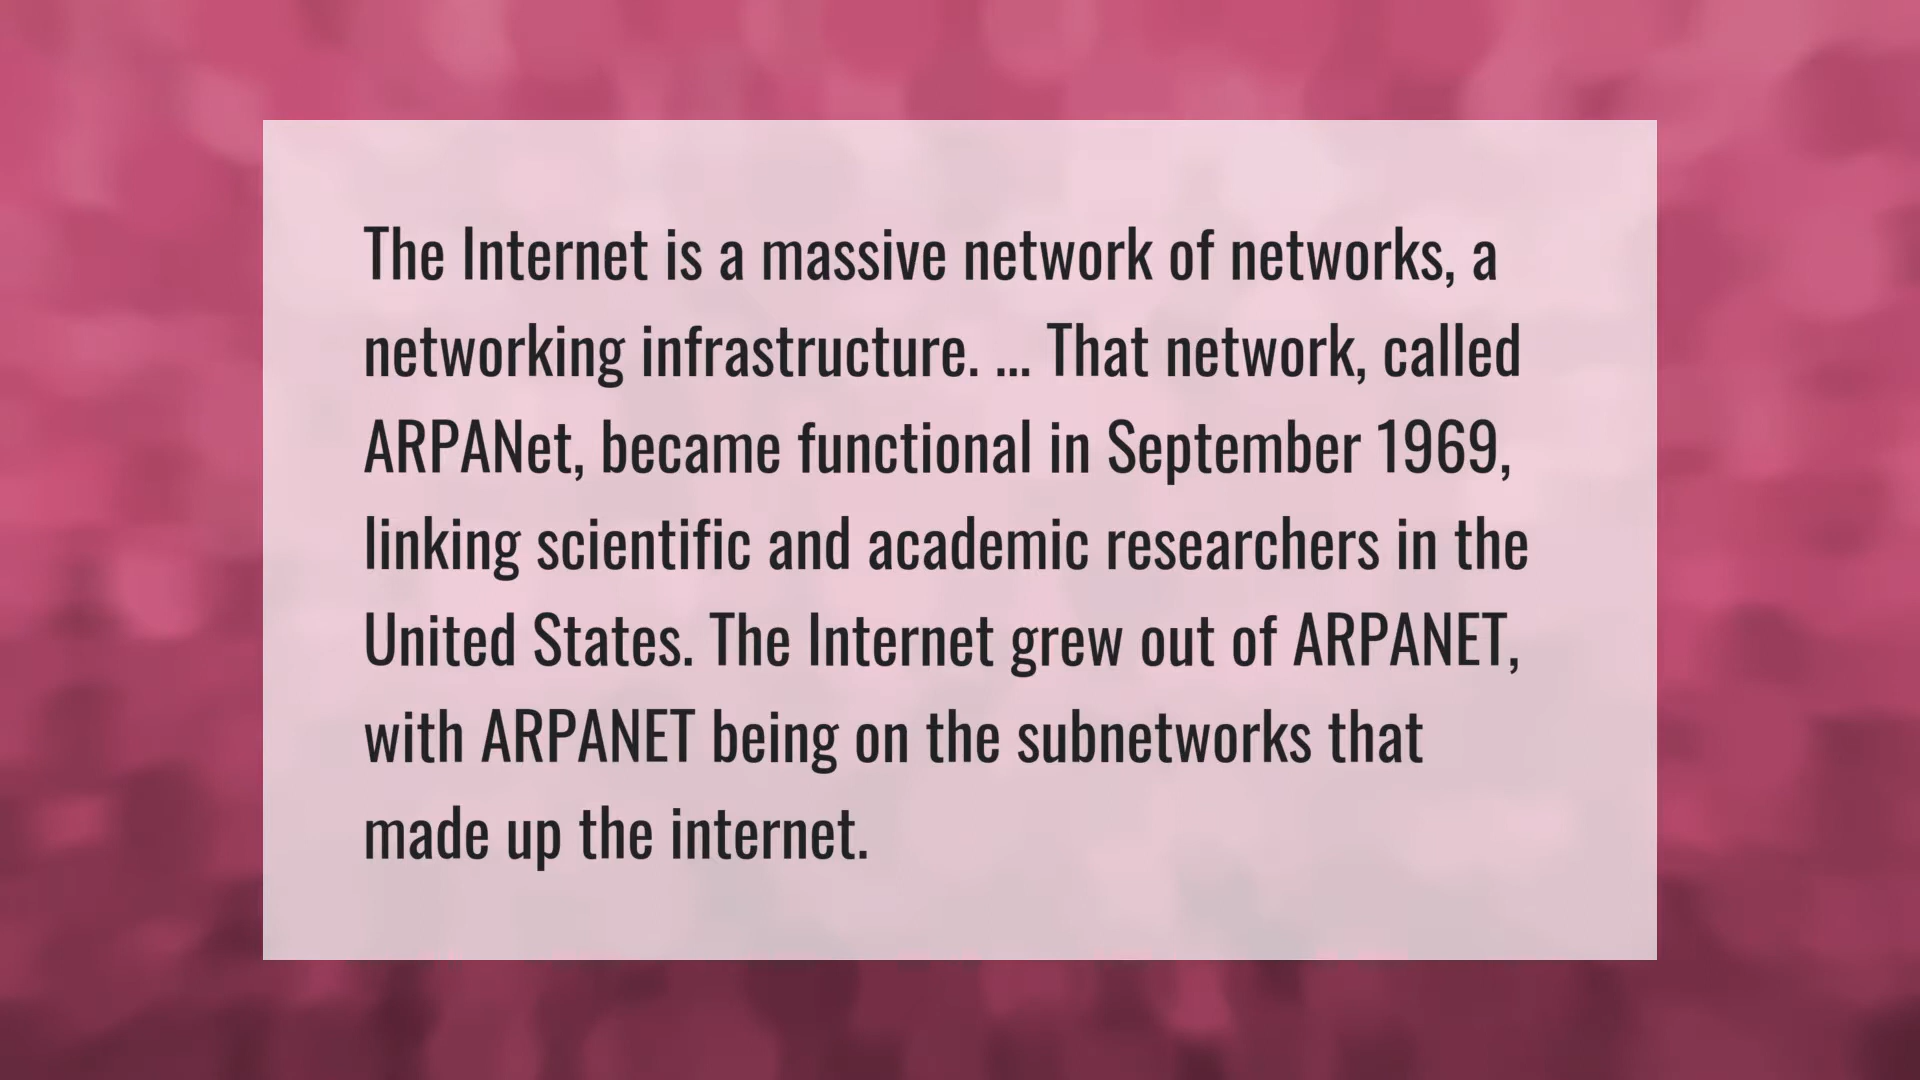 The Internet is a massive network of networks, a
networking infrastructure. ... That network, called
ARPANet, became functional in September 1969,
linking scientific and academic researchers in the
United States. The Internet grew out of ARPANET,
with ARPANET being on the subnetworks that
made up the internet.